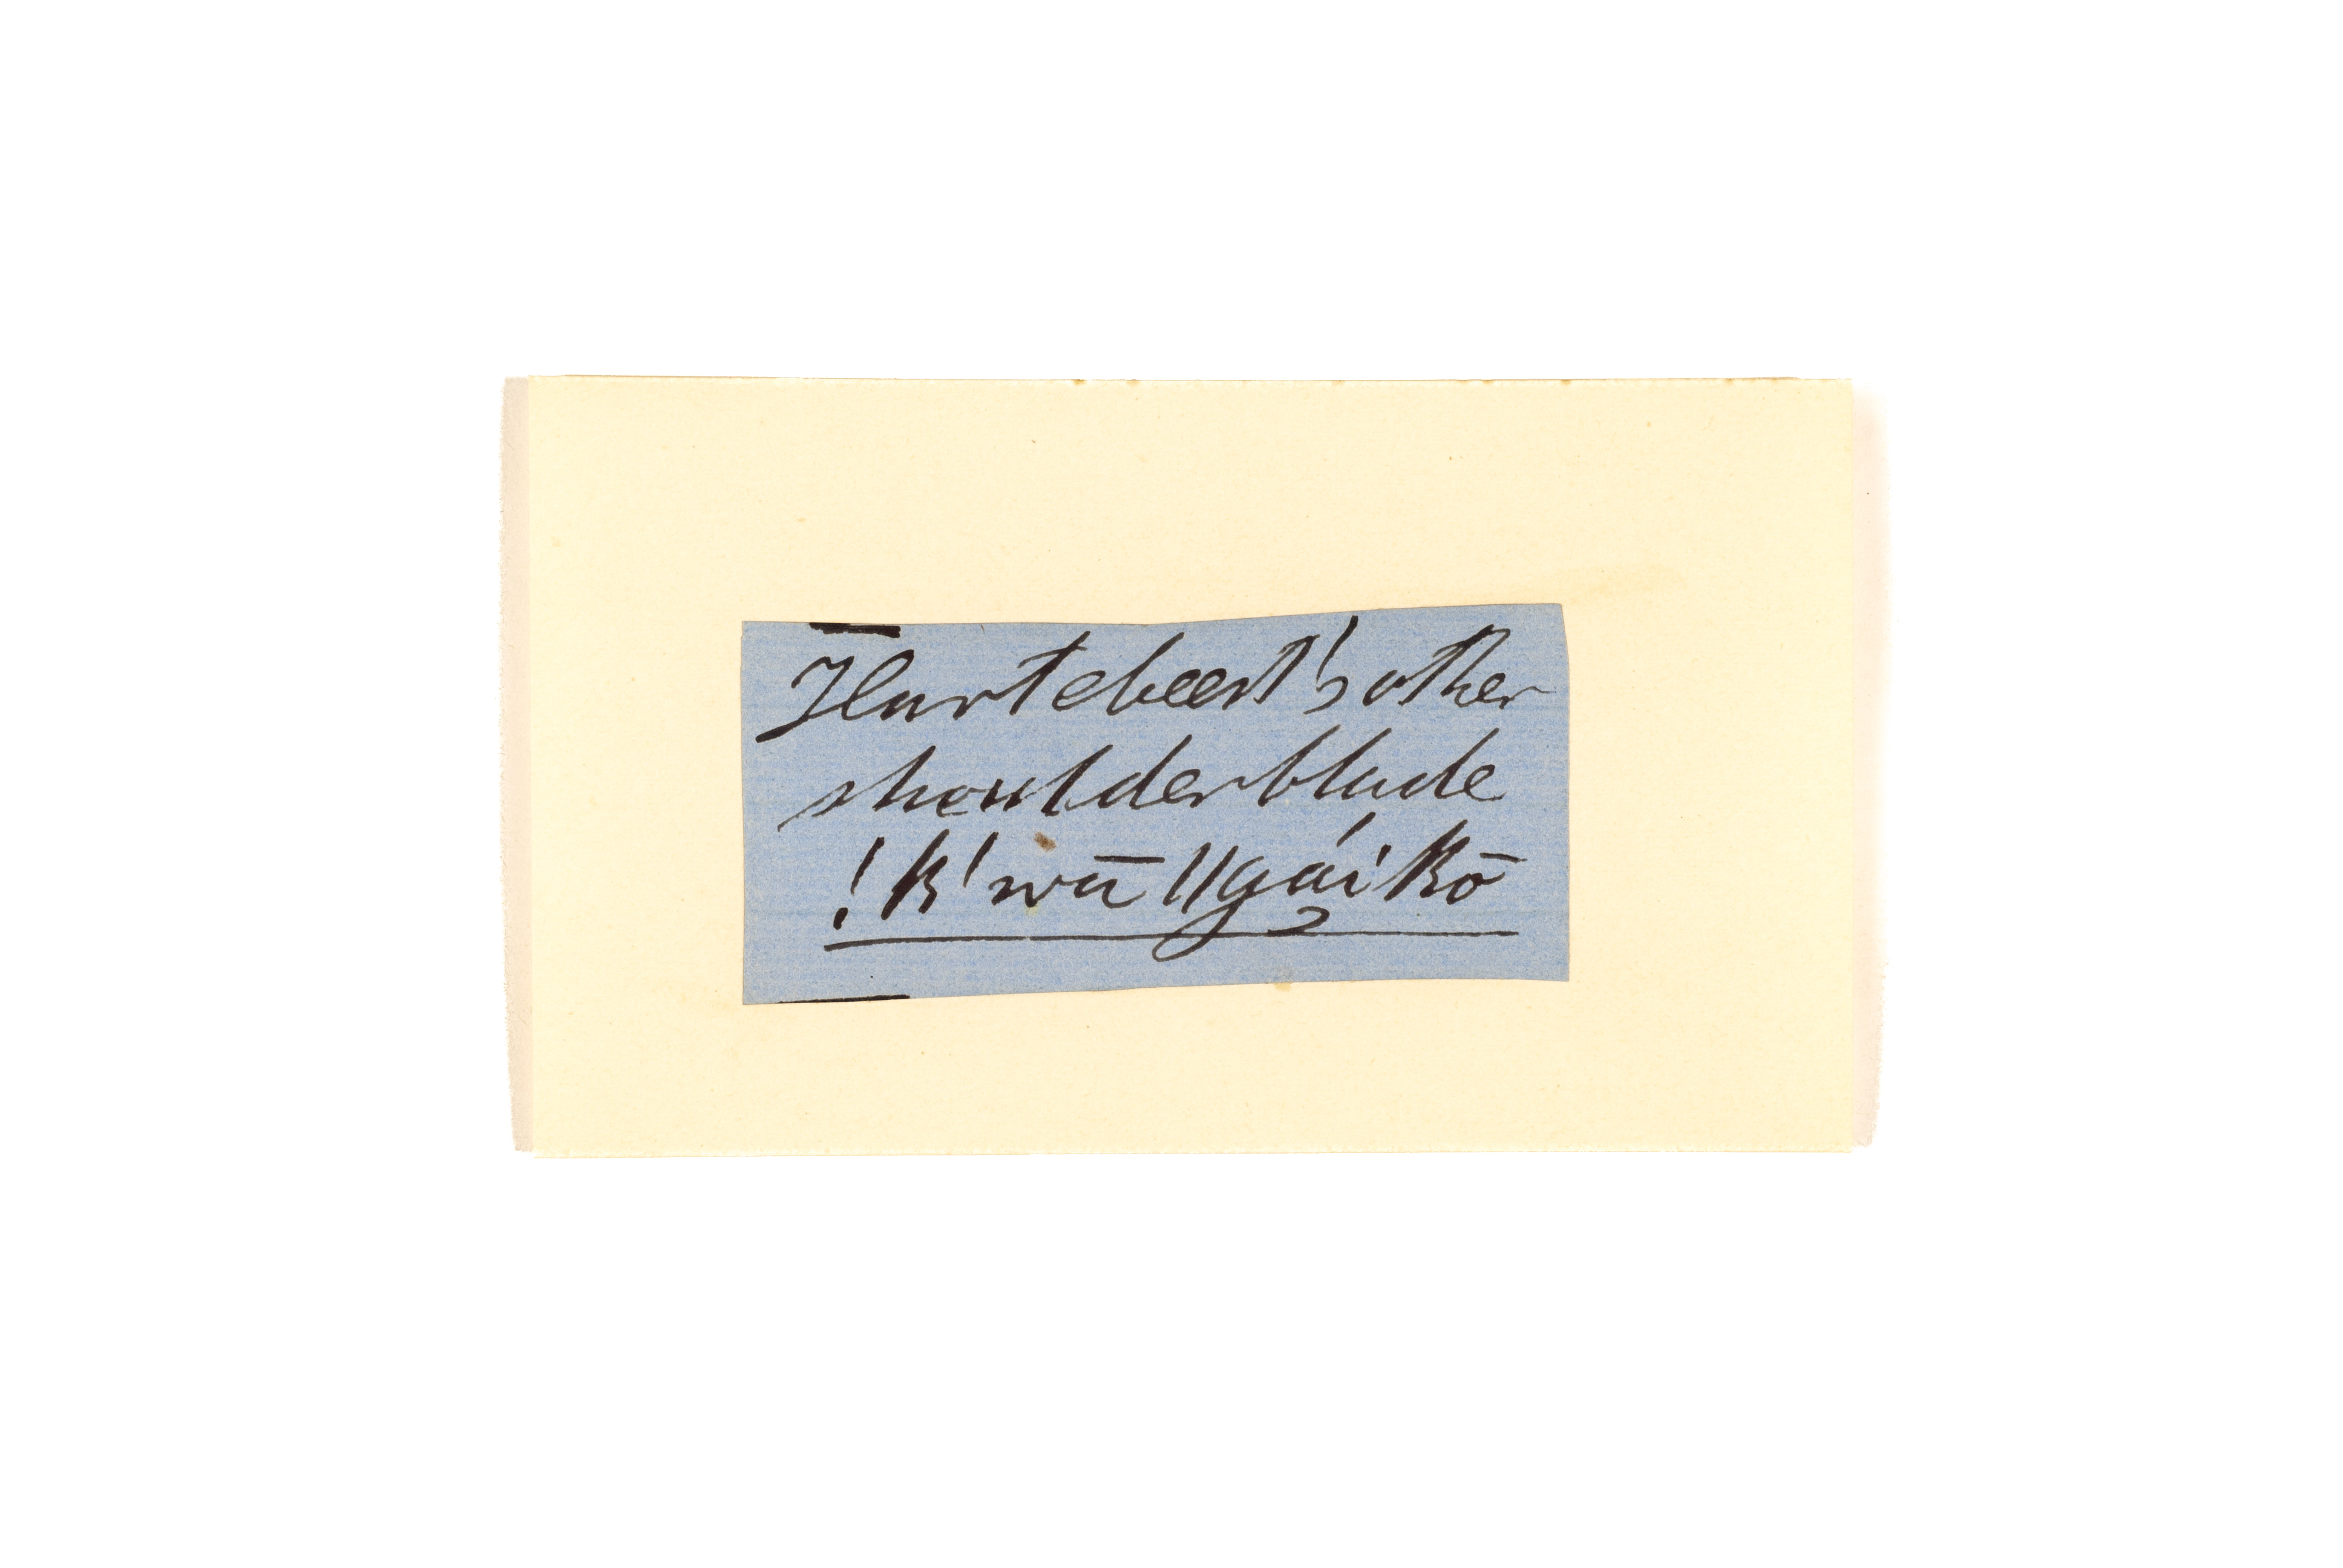 Hartebeest's other
shoulderblade
!k'wā ǁgái kō